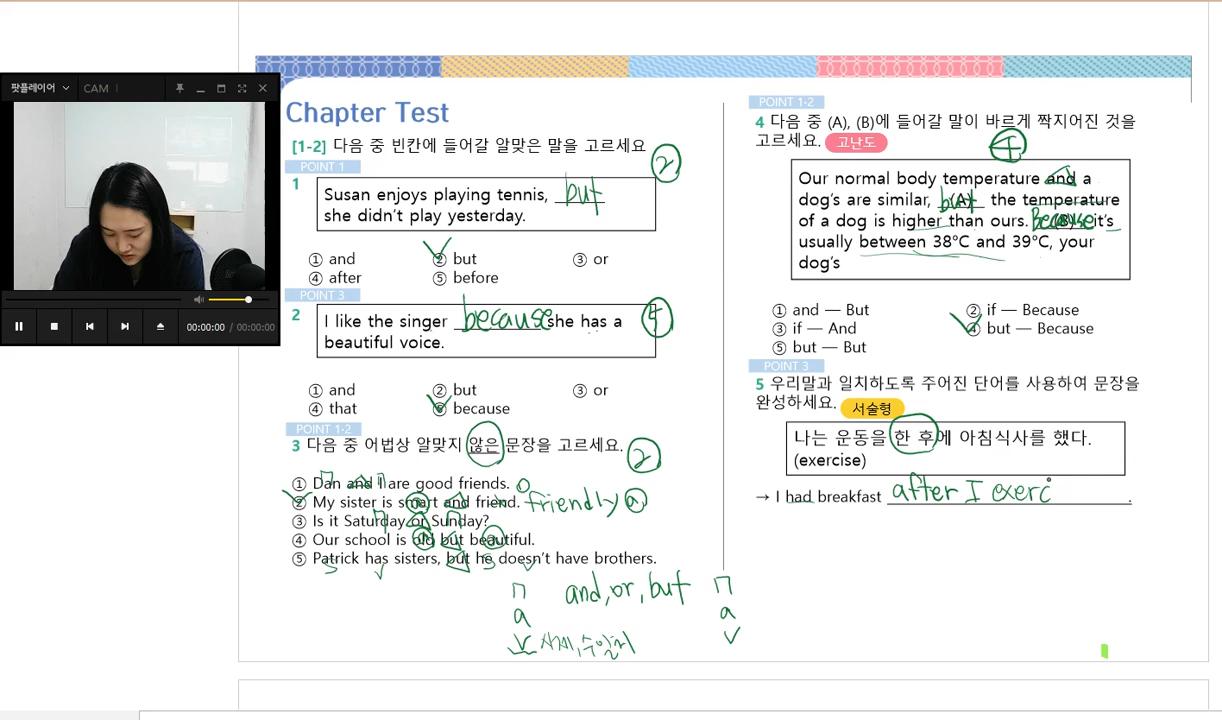 팟플레이어 CAM
00:00:00 / 00:00:00
Chapter Test
[1-2] 다음 중 빈칸에 들어갈 알맞은 말을 고르세요
②
POINT 1
1
Susan enjoys playing tennis, but
she didn't play yesterday.
① and ② but ③ or
④ after ⑤ before
POINT 3
2
I like the singer because she has a
beautiful voice.
⑤
① and ② but ③ or
④ that ⑤ because
POINT 1-2
3 다음 중 어법상 알맞지 않은 문장을 고르세요.
②
① Dan and I are good friends.
② My sister is smart and friend. friendly ⓐ
③ Is it Saturday or Sunday?
④ Our school is old but beautiful.
⑤ Patrick has sisters, but he doesn't have brothers.
n and, or, but n
a a
v 시제, 수일치 v
POINT 1-2
4 다음 중 (A), (B)에 들어갈 말이 바르게 짝지어진 것을
고르세요. 고난도
④
Our normal body temperature and a
dog's are similar, (A) but the temperature
of a dog is higher than ours. (B) Because it's
usually between 38°C and 39°C, your
dog's
① and — But ② if — Because
③ if — And ④ but — Because
⑤ but — But
POINT 3
5 우리말과 일치하도록 주어진 단어를 사용하여 문장을
완성하세요. 서술형
나는 운동을 한 후에 아침식사를 했다.
(exercise)
→ I had breakfast after I exerc .